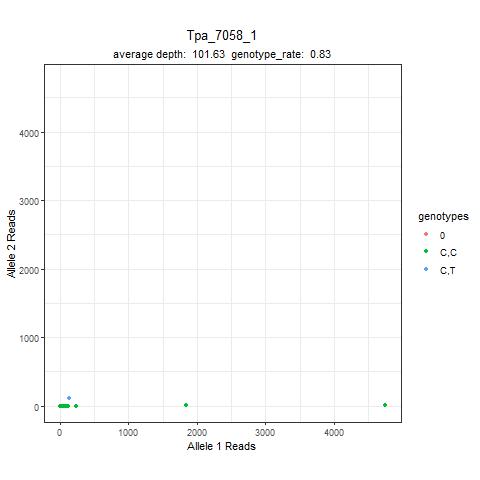 Tpa_7058_1
average depth:  101.63  genotype_rate:  0.83
4000
3000
2000
1000
0
Allele 2 Reads
0 1000 2000 3000 4000
Allele 1 Reads
genotypes
0
C,C
C,T